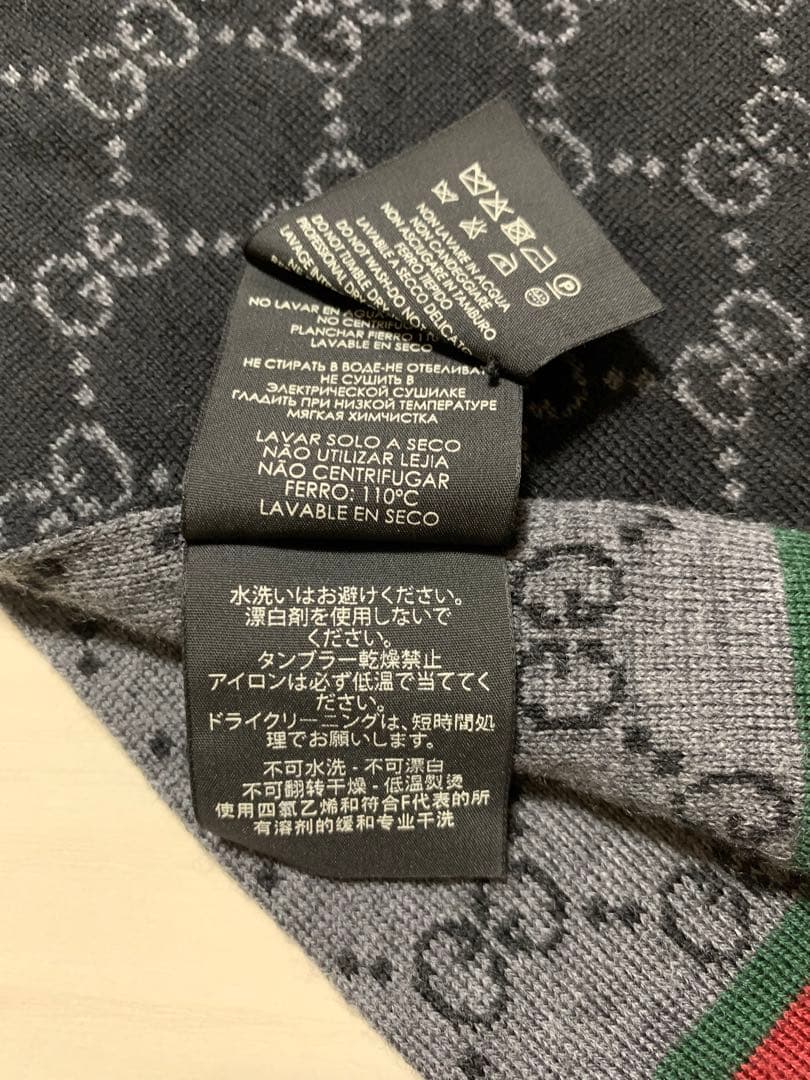 NON LAVARE IN ACQUA
NON CANDEGGIARE
NON ASCIUGARE IN TAMBURO
FERRO TIEPIDO
LAVABILE A SECCO DELICATO
DO NOT WASH-DO NOT
DO NOT TUMBLE DRY
PROFESSIONAL DRY
NO LAVAR EN AGUA
NO CENTRIFUG
PLANCHAR FIERRO 110°C
LAVABLE EN SECO
НЕ СТИРАТЬ В ВОДЕ-НЕ ОТБЕЛИВАТЬ
НЕ СУШИТЬ В
ЭЛЕКТРИЧЕСКОЙ СУШИЛКЕ
ГЛАДИТЬ ПРИ НИЗКОЙ ТЕМПЕРАТУРЕ
МЯГКАЯ ХИМЧИСТКА
LAVAR SOLO A SECO
NÃO UTILIZAR LEJIA
NÃO CENTRIFUGAR
FERRO: 110°C
LAVABLE EN SECO
水洗いはお避けください。
漂白剤を使用しないで
ください。
タンブラー乾燥禁止
アイロンは必ず低温で当ててく
ださい。
ドライクリーニングは、短時間処
理でお願いします。
不可水洗 - 不可漂白
不可翻转干燥 - 低温熨烫
使用四氯乙烯和符合F代表的所
有溶剂的缓和专业干洗